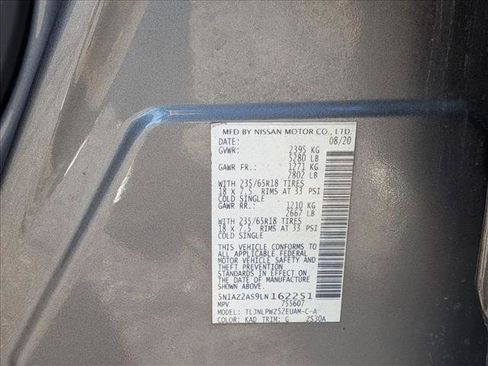 MFD BY NISSAN MOTOR CO., LTD.
DATE: 08/20
GVWR: 2395 KG
5280 LB
GAWR FR.: 1271 KG
2802 LB
WITH 235/65R18 TIRES
18 x 7.5 RIMS AT 33 PSI
COLD SINGLE
GAWR RR.: 1210 KG
2667 LB
WITH 235/65R18 TIRES
18 x 7.5 RIMS AT 33 PSI
COLD SINGLE
THIS VEHICLE CONFORMS TO
ALL APPLICABLE FEDERAL
MOTOR VEHICLE SAFETY AND
THEFT PREVENTION
STANDARDS IN EFFECT ON
THE DATE OF MANUFACTURE
SHOWN ABOVE.
5N1AZ2AS9LN162251
MPV 755607
TLJNLPWZ5ZEUAM-C-A
COLOR: KAD TRIM: G 2530A